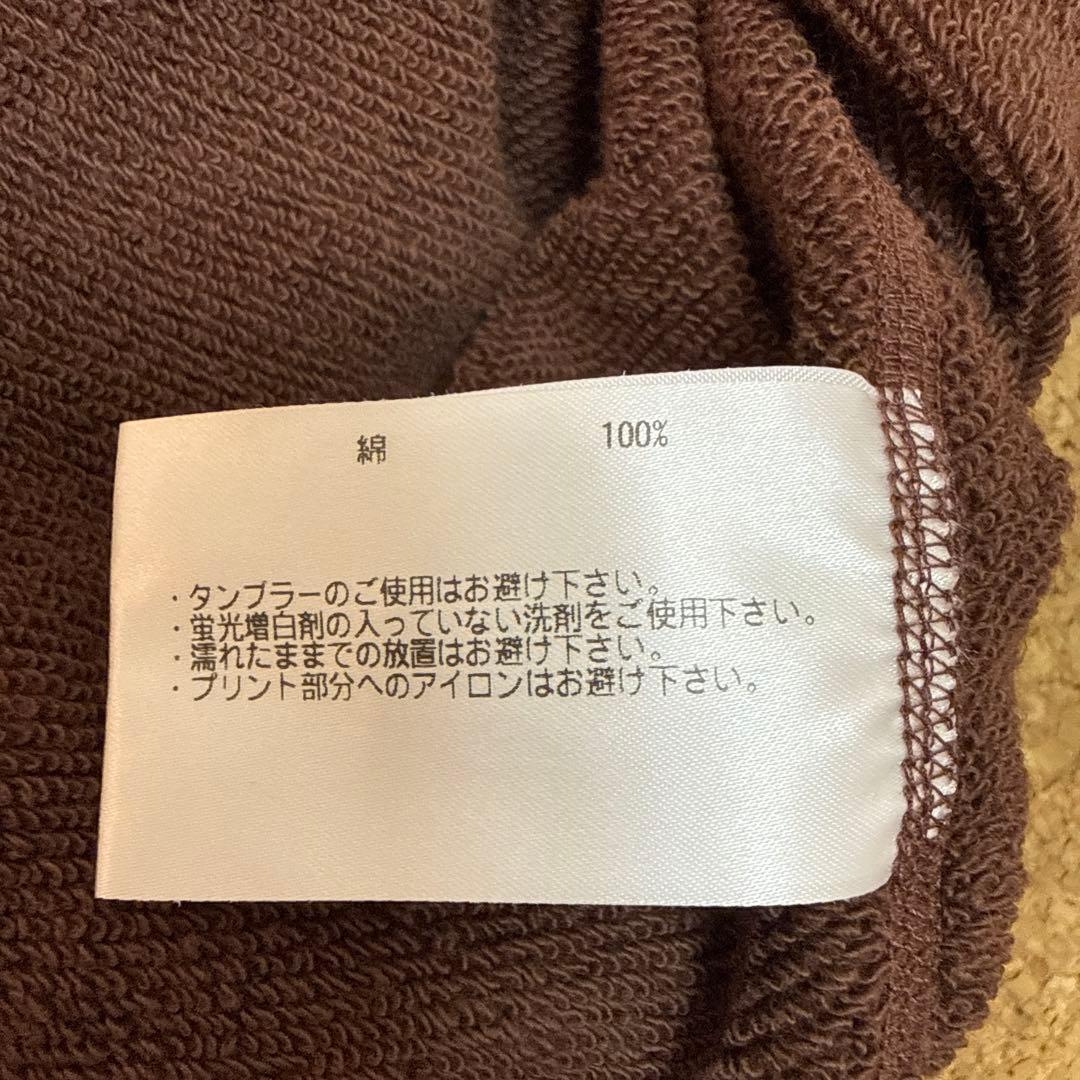 綿 100%
・タンブラーのご使用はお避け下さい。
・蛍光増白剤の入っていない洗剤をご使用下さい。
・濡れたままでの放置はお避け下さい。
・プリント部分へのアイロンはお避け下さい。